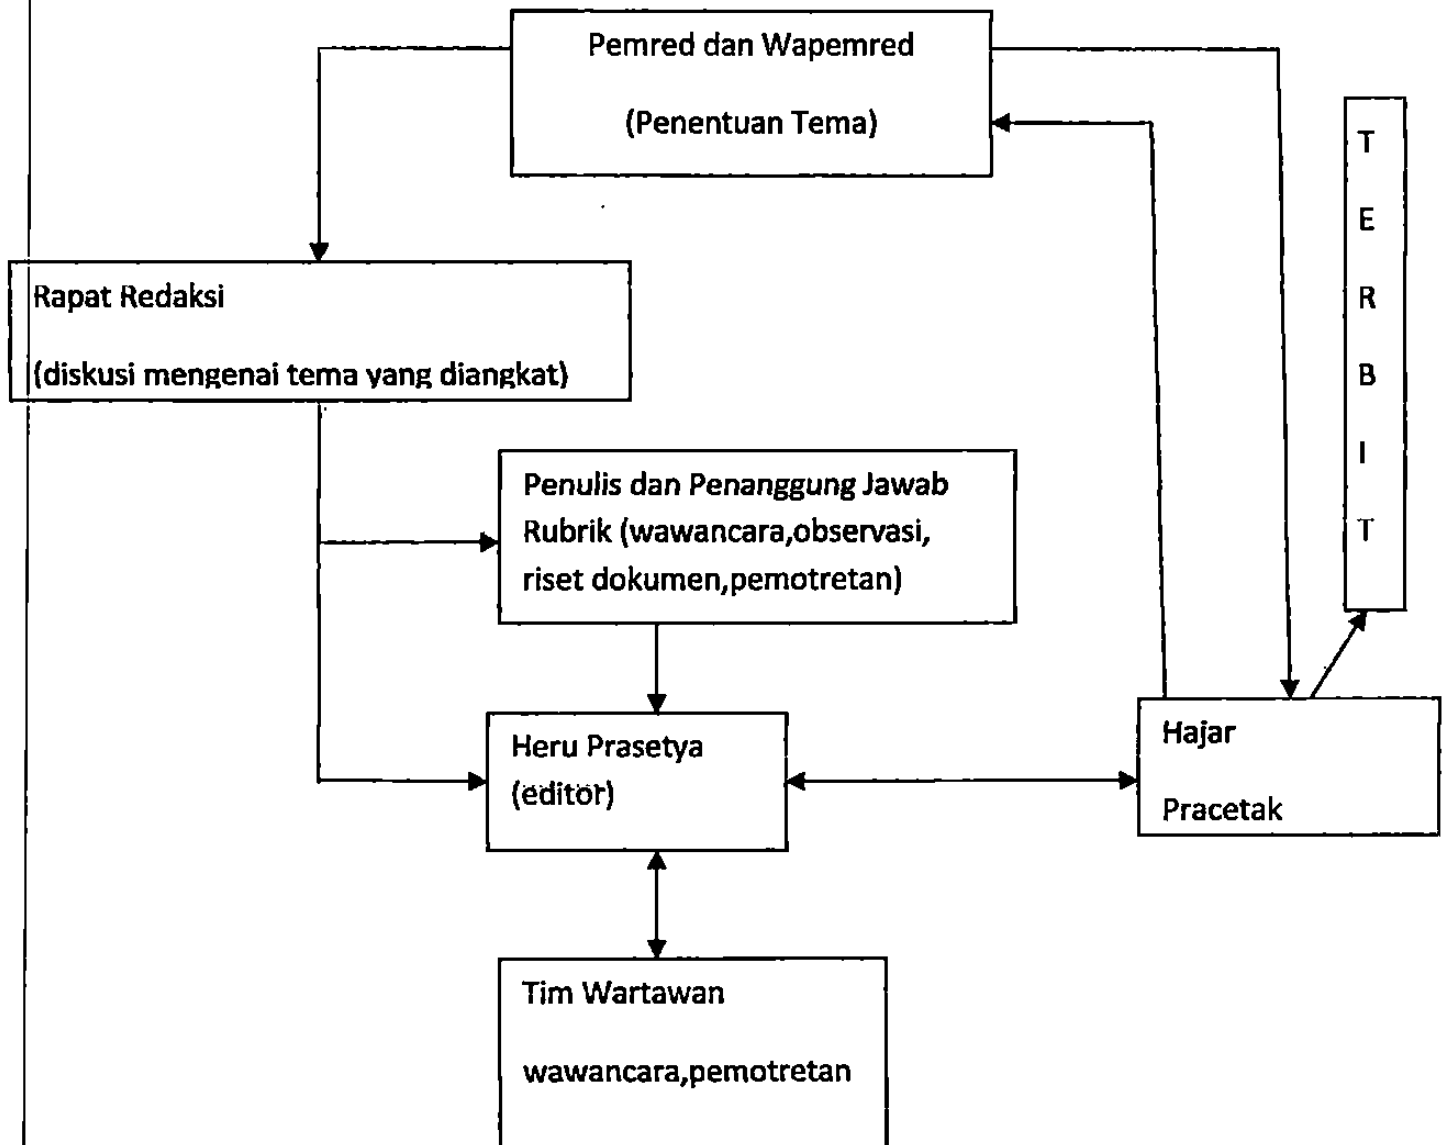 Pemred dan Wapemred
(Penentuan Tema)
Rapat Redaksi
(diskusi mengenai tema yang diangkat)
Penulis dan Penanggung Jawab
Rubrik (wawancara,observasi,
riset dokumen,pemotretan)
Heru Prasetya
(editor)
Hajar
Pracetak
Tim Wartawan
wawancara,pemotretan
T
E
R
B
I
T